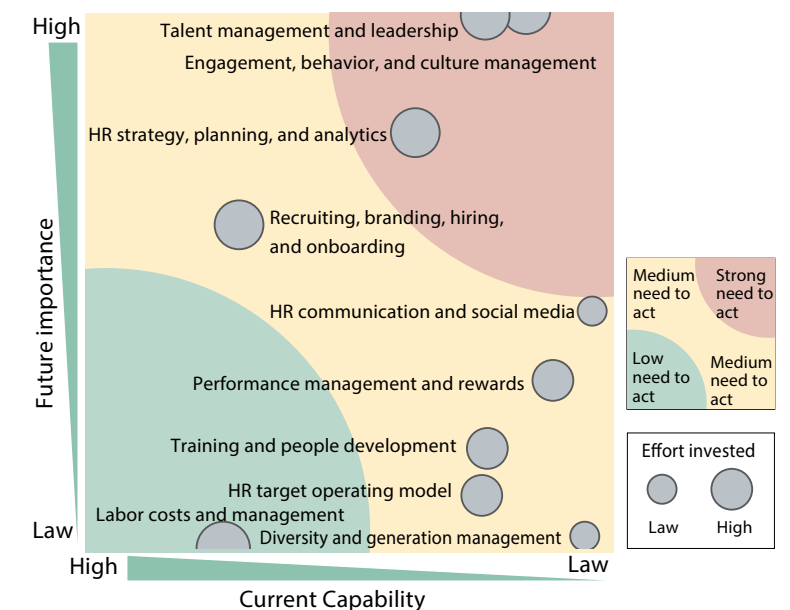 High
Talent management and leadership
Engagement, behavior, and culture management
HR strategy, planning, and analytics
Recruiting, branding, hiring,
and onboarding
HR communication and social media
Performance management and rewards
Training and people development
HR target operating model
Labor costs and management
Diversity and generation management
Future importance
Law
High
Law
Current Capability
Medium
need to
act
Strong
need to
act
Low
need to
act
Medium
need to
act
Effort invested
Law
High